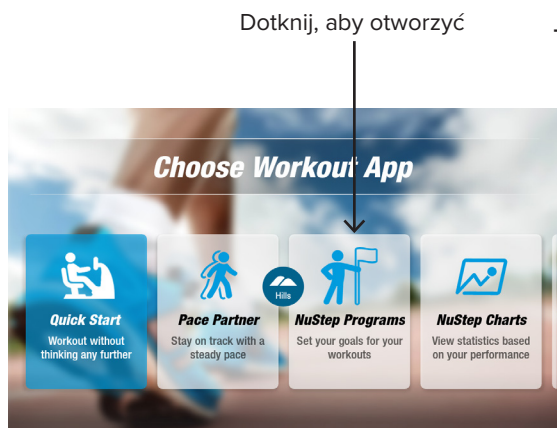 Dotknij, aby otworzyć
Choose Workout App
Quick Start
Workout without
thinking any further
Pace Partner
Stay on track with a
steady pace
Hills
NuStep Programs
Set your goals for your
workouts
NuStep Charts
View statistics based
on your performance